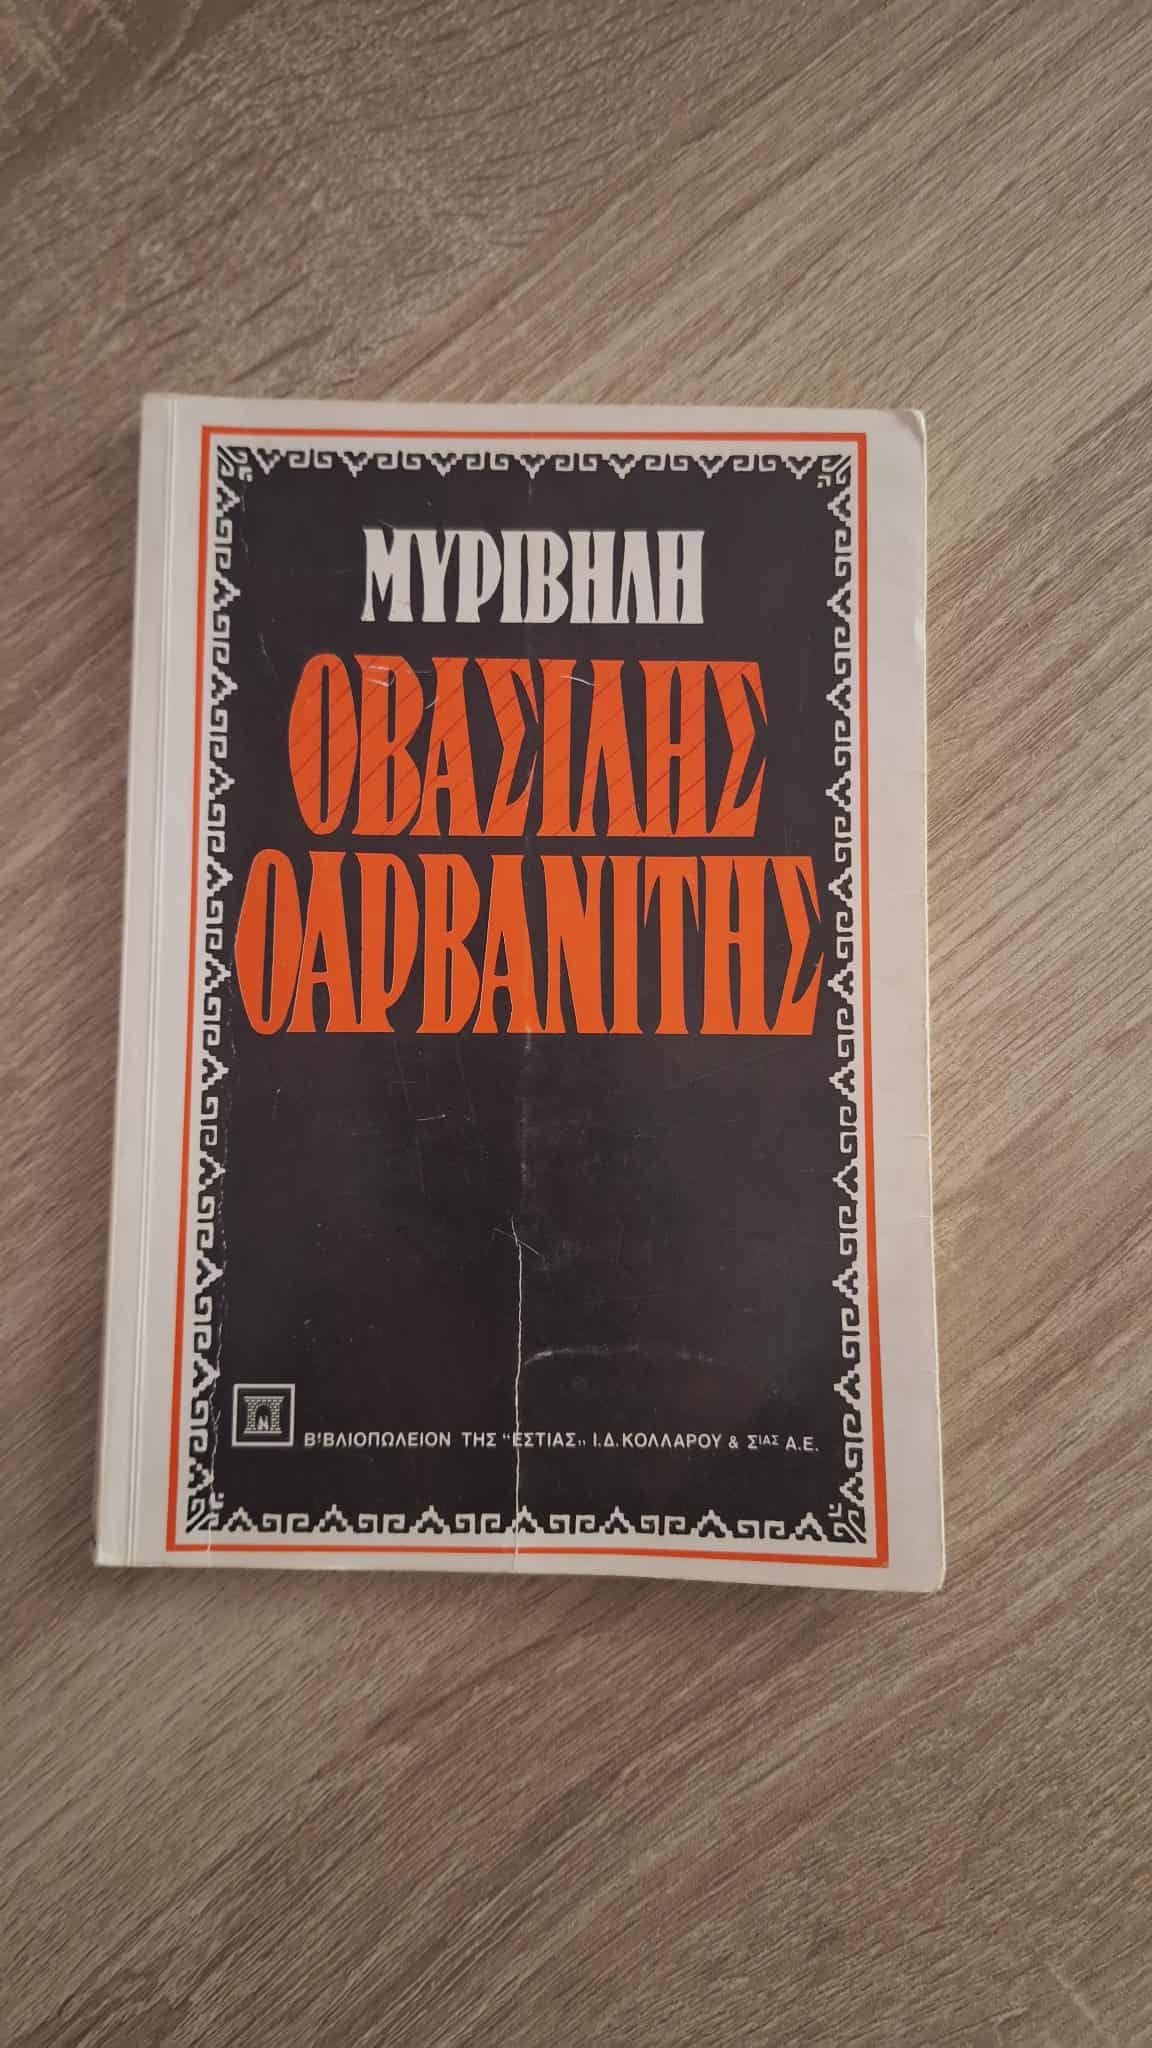 ΜΥΡΙΒΗΛΗ
Ο ΒΑΣΙΛΗΣ
Ο ΑΡΒΑΝΙΤΗΣ
ΒΙΒΛΙΟΠΩΛΕΙΟΝ ΤΗΣ "ΕΣΤΙΑΣ,, Ι.Δ. ΚΟΛΛΑΡΟΥ & ΣΙΑΣ Α.Ε.